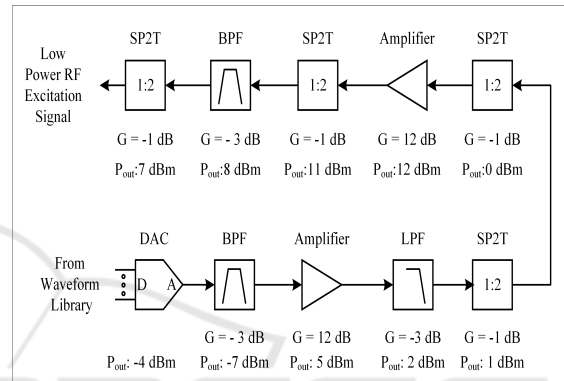 SP2T BPF SP2T Amplifier SP2T
Low
Power RF
Excitation
Signal
1:2 1:2 1:2
G = -1 dB G = - 3 dB G = -1 dB G = 12 dB G = -1 dB
Pout:7 dBm Pout:8 dBm Pout:11 dBm Pout:12 dBm Pout:0 dBm
DAC BPF Amplifier LPF SP2T
From
Waveform
Library
D A 1:2
G = - 3 dB G = 12 dB G = -3 dB G = -1 dB
Pout: -4 dBm Pout: -7 dBm Pout: 5 dBm Pout: 2 dBm Pout: 1 dBm